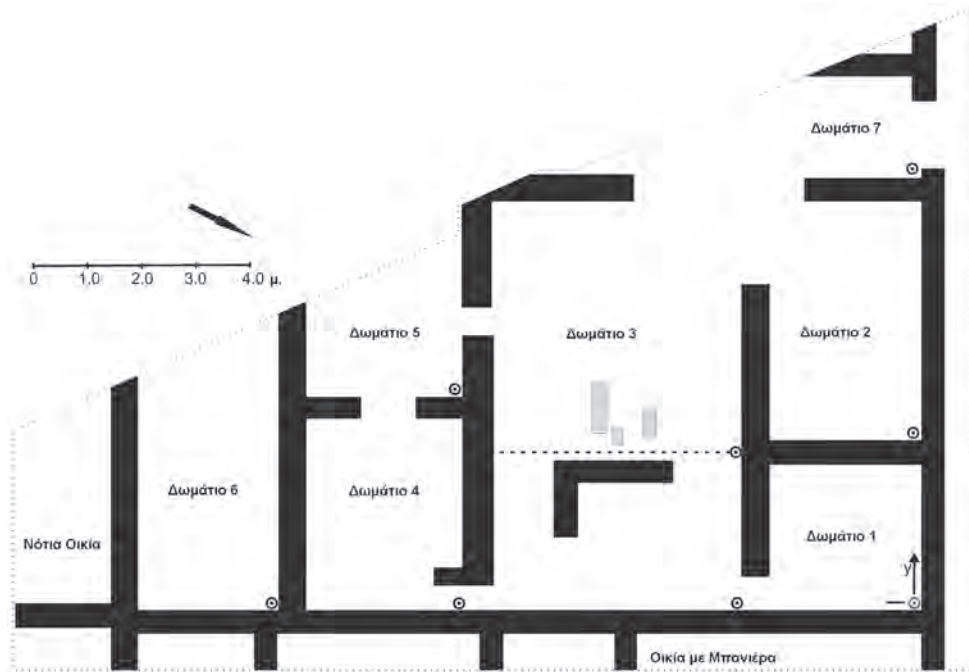 Δωμάτιο 7
0 1.0 2.0 3.0 4.0 μ.
Δωμάτιο 5
Δωμάτιο 3
Δωμάτιο 2
Δωμάτιο 6
Δωμάτιο 4
Δωμάτιο 1
Νότια Οικία
y
Οικία με Μπανιέρα